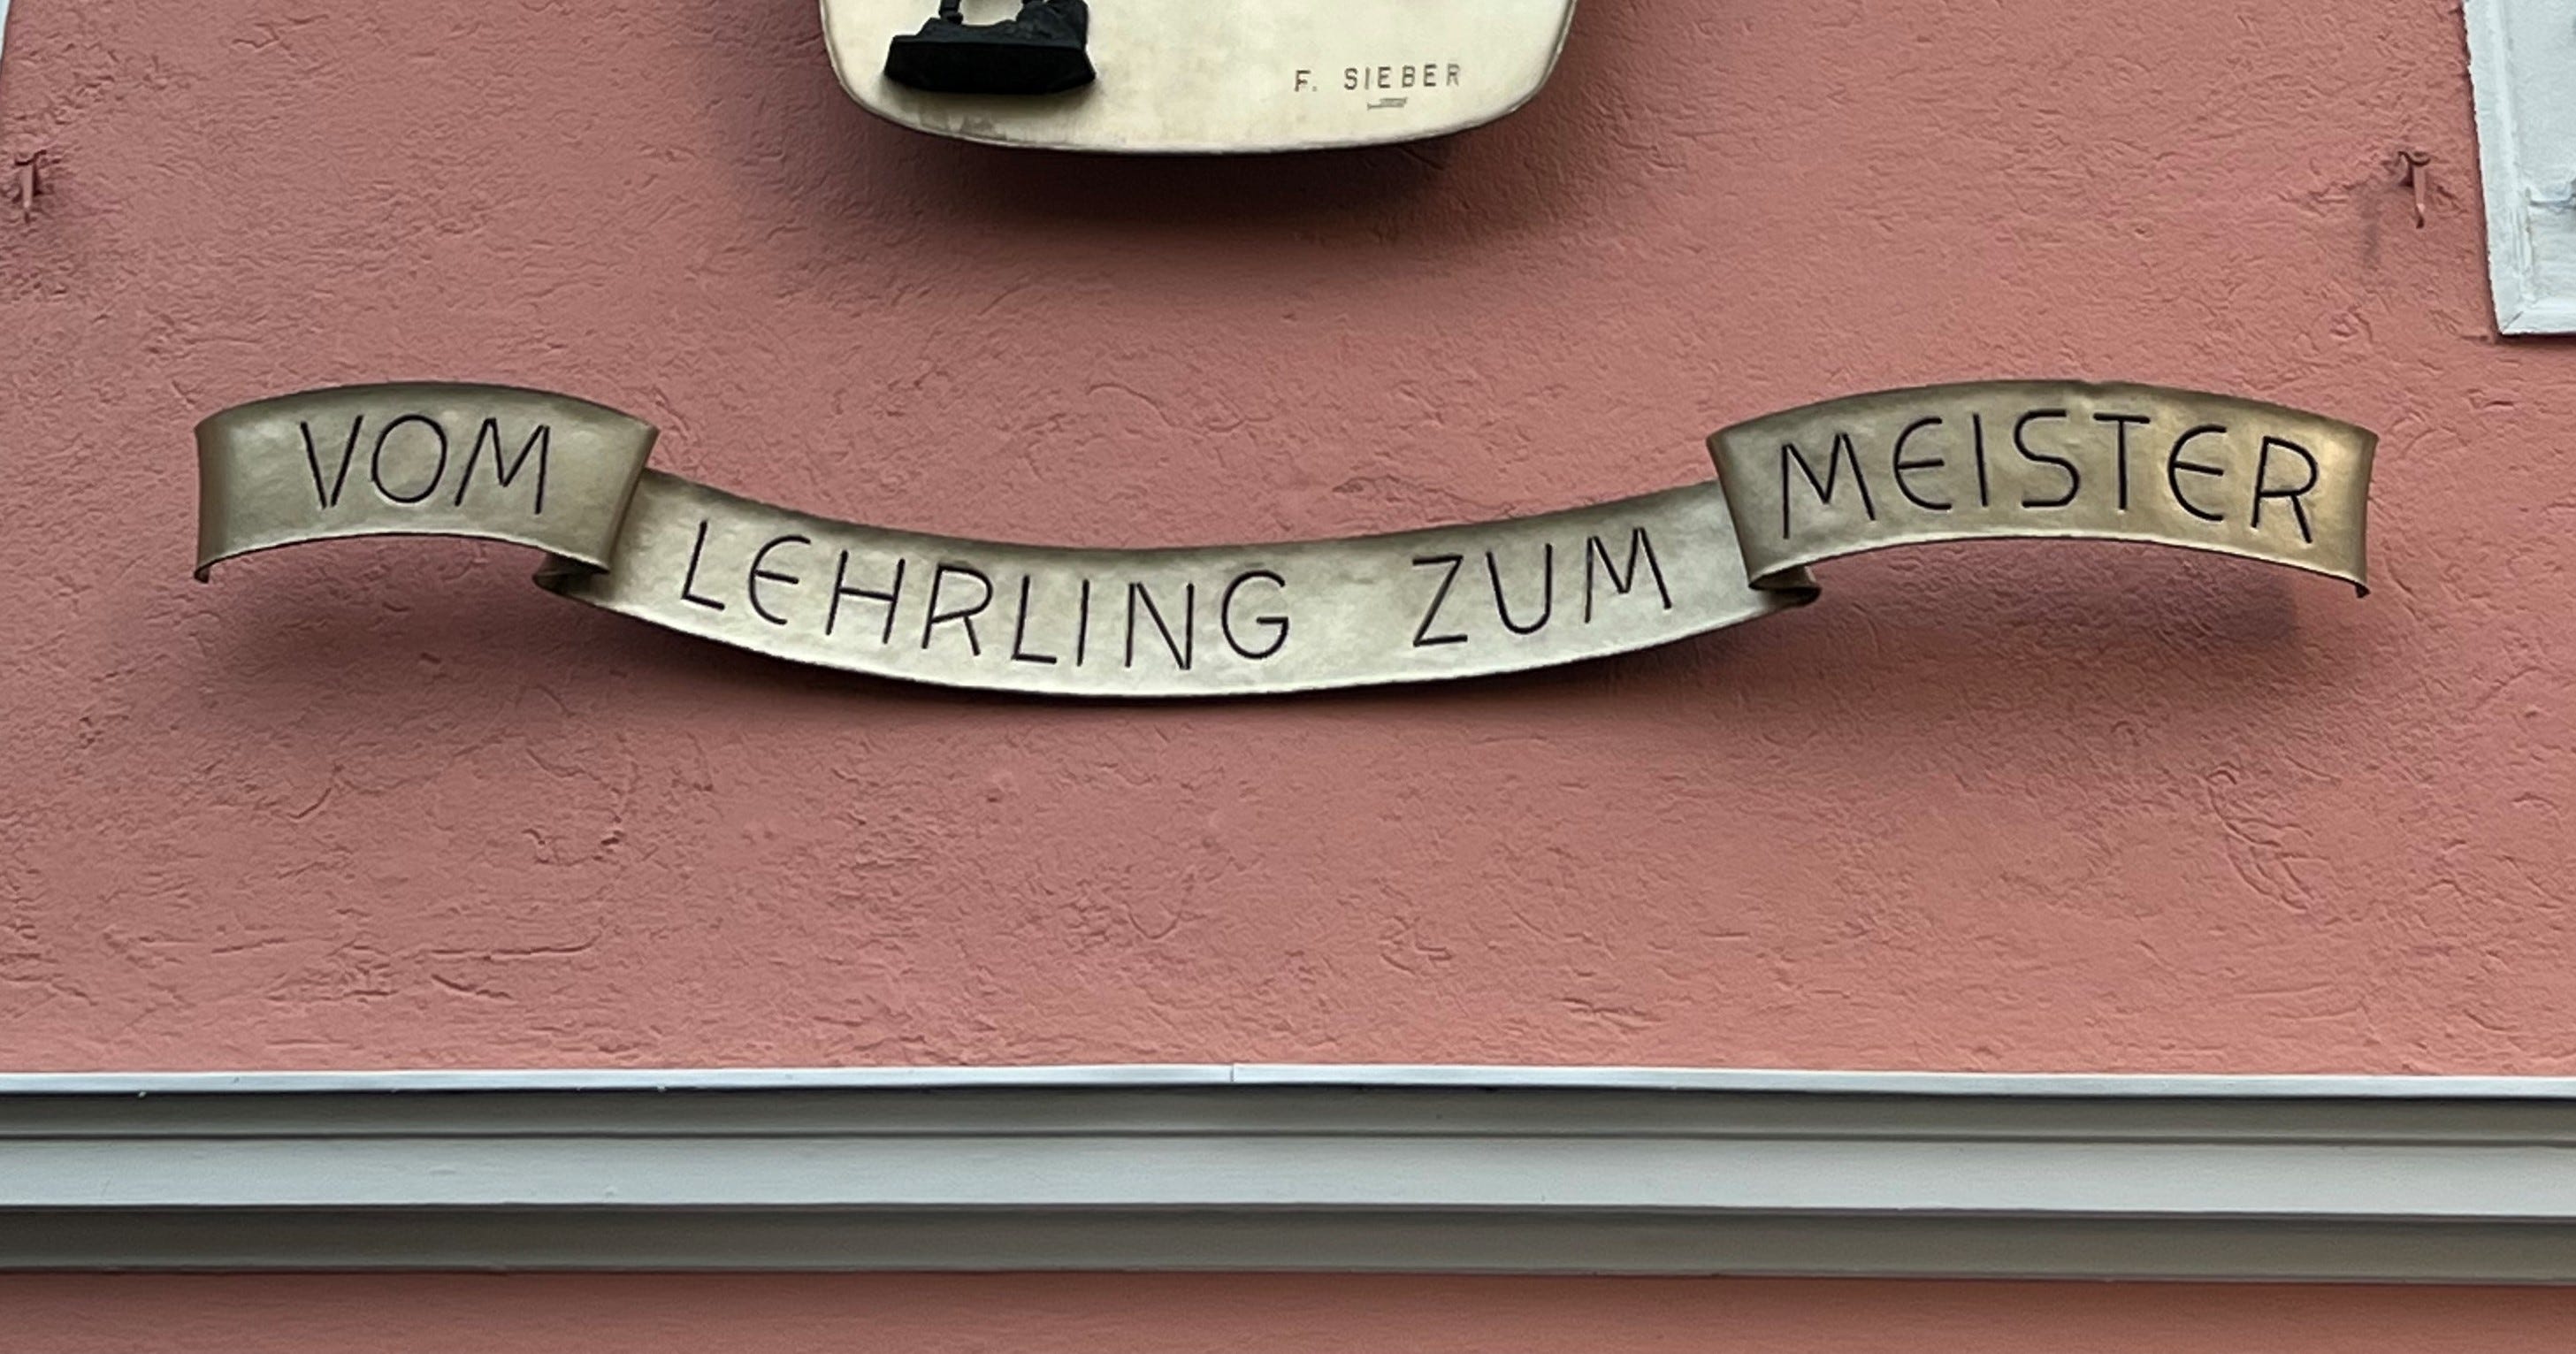 F. SIEBER
VOM LEHRLING ZUM MEISTER